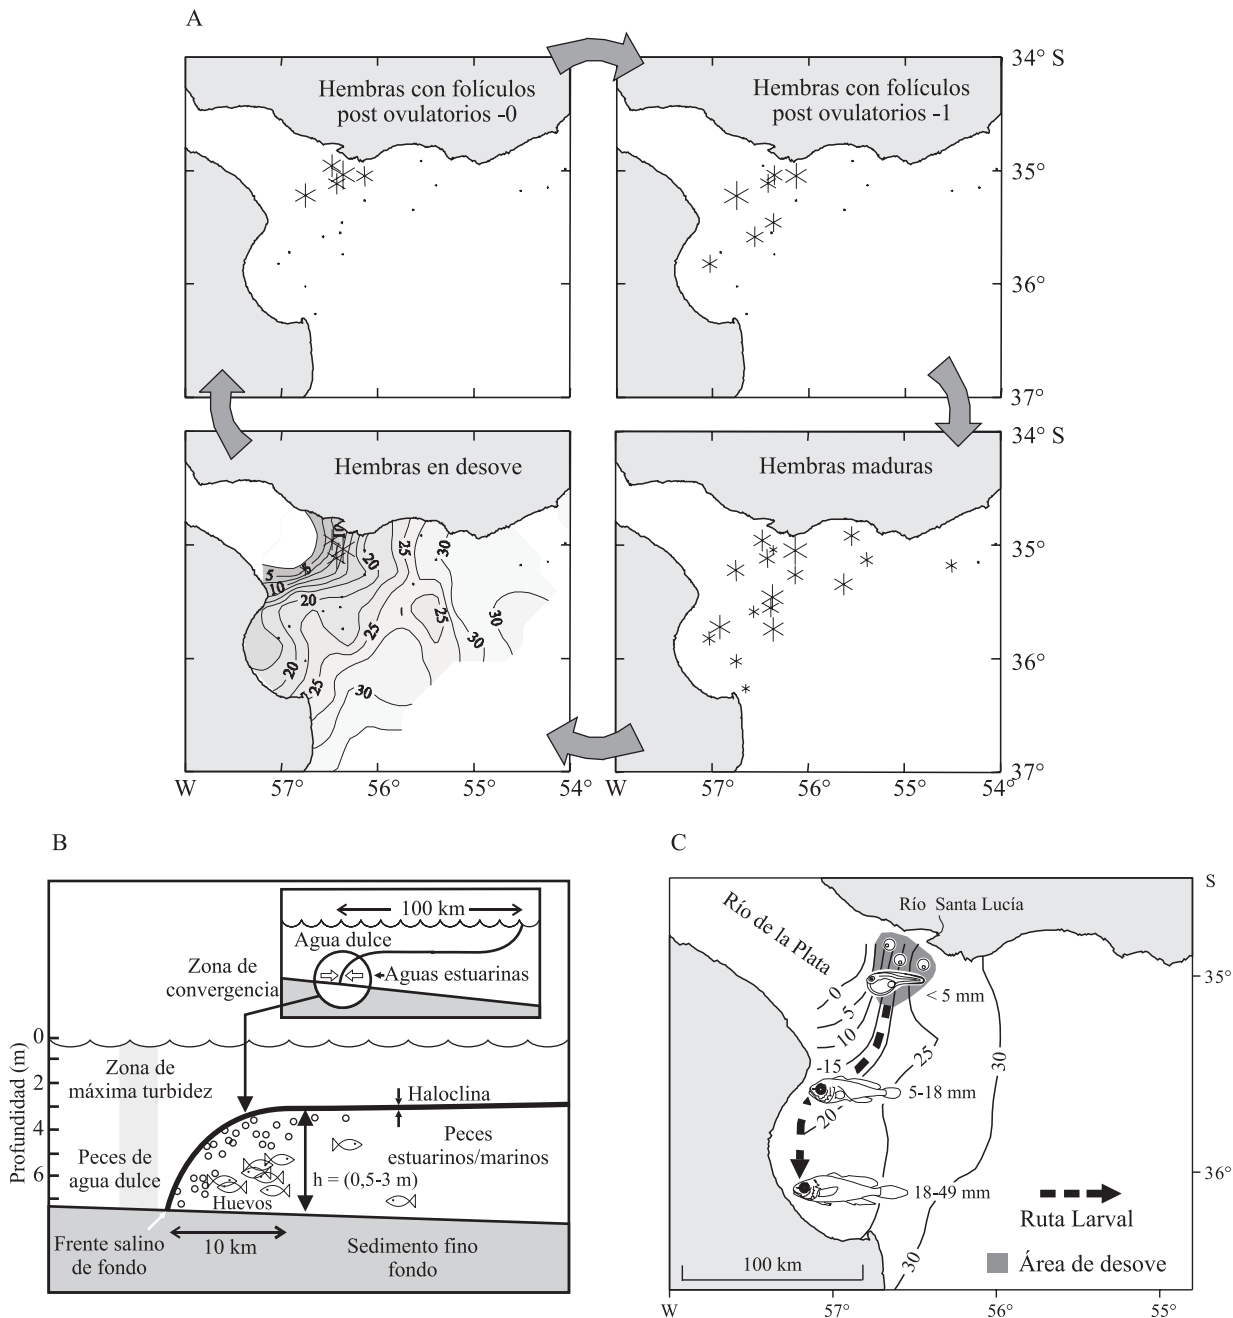 A
Hembras con folículos
post ovulatorios -0
Hembras con folículos
post ovulatorios -1
34° S
35°
36°
37°
Hembras en desove
5
5
10
20
20
20
25
25
25
25
30
30
30
30
Hembras maduras
34° S
35°
36°
37°
W
57°
56°
55°
54°
W
57°
56°
55°
54°
B
100 km
Agua dulce
Aguas estuarinas
Zona de
convergencia
0
2
4
6
Profundidad (m)
Zona de
máxima turbidez
Haloclina
Peces de
agua dulce
Peces
estuarinos/marinos
h = (0,5-3 m)
Huevos
Frente salino
de fondo
10 km
Sedimento fino
fondo
C
S
Río de la Plata
Río Santa Lucía
35°
36°
0
5
10
-15
20
25
30
30
< 5 mm
5-18 mm
18-49 mm
Ruta Larval
Área de desove
100 km
W
57°
56°
55°